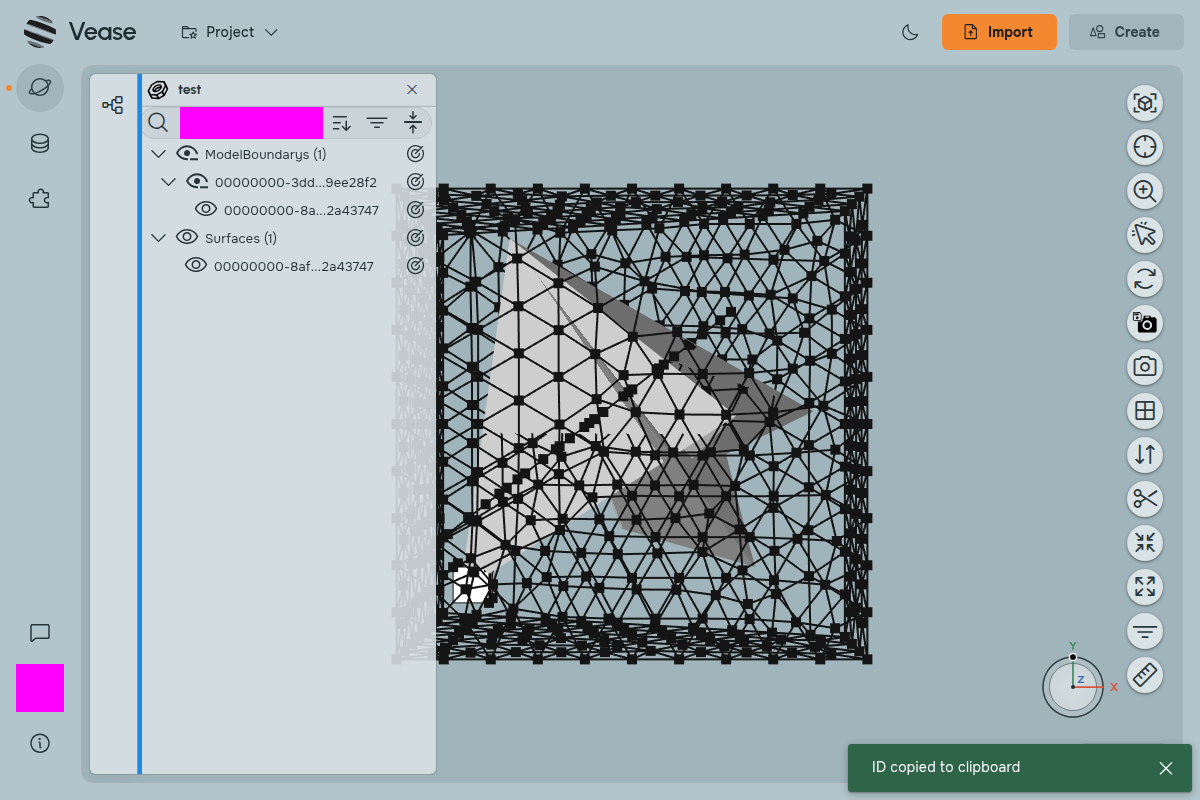 Vease
Project
Import
Create
test
ModelBoundarys (1)
00000000-3dd...9ee28f2
00000000-8a...2a43747
Surfaces (1)
00000000-8af...2a43747
Y
Z
X
ID copied to clipboard